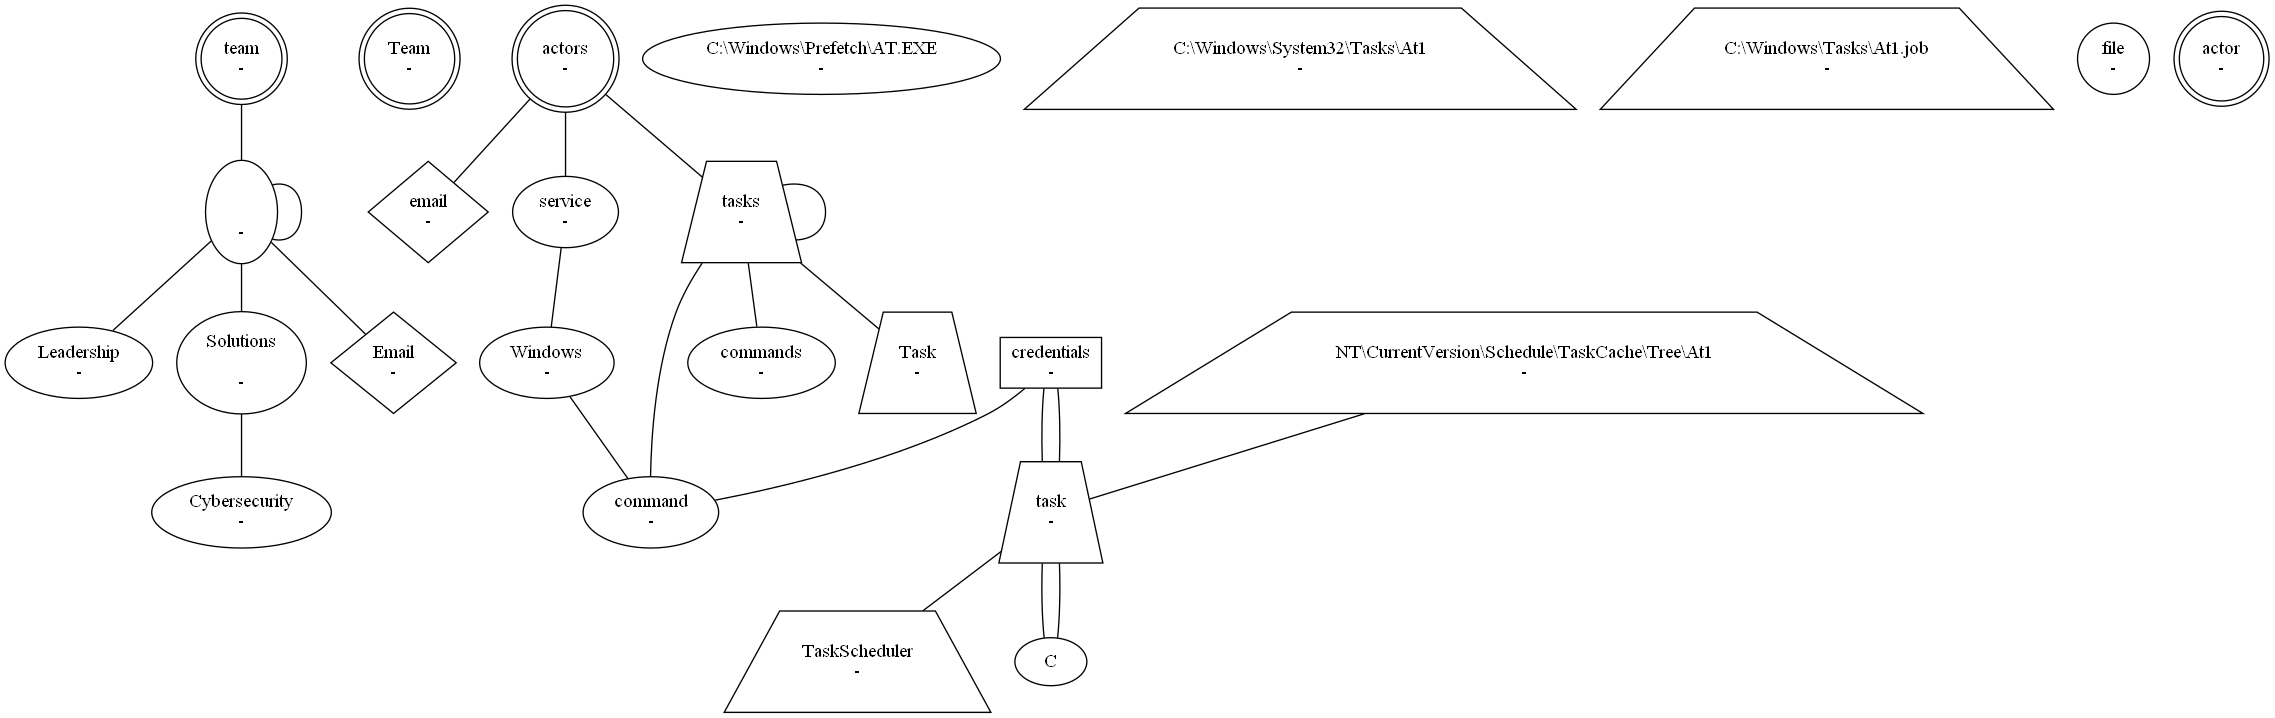 team
-
Team
-
actors
-
C:\Windows\Prefetch\AT.EXE
-
C:\Windows\System32\Tasks\At1
-
C:\Windows\Tasks\At1.job
-
file
-
actor
-
-
email
-
service
-
tasks
-
Leadership
-
Solutions
-
Email
-
Windows
-
commands
-
Task
-
credentials
-
NT\CurrentVersion\Schedule\TaskCache\Tree\At1
-
Cybersecurity
-
command
-
task
-
TaskScheduler
-
C